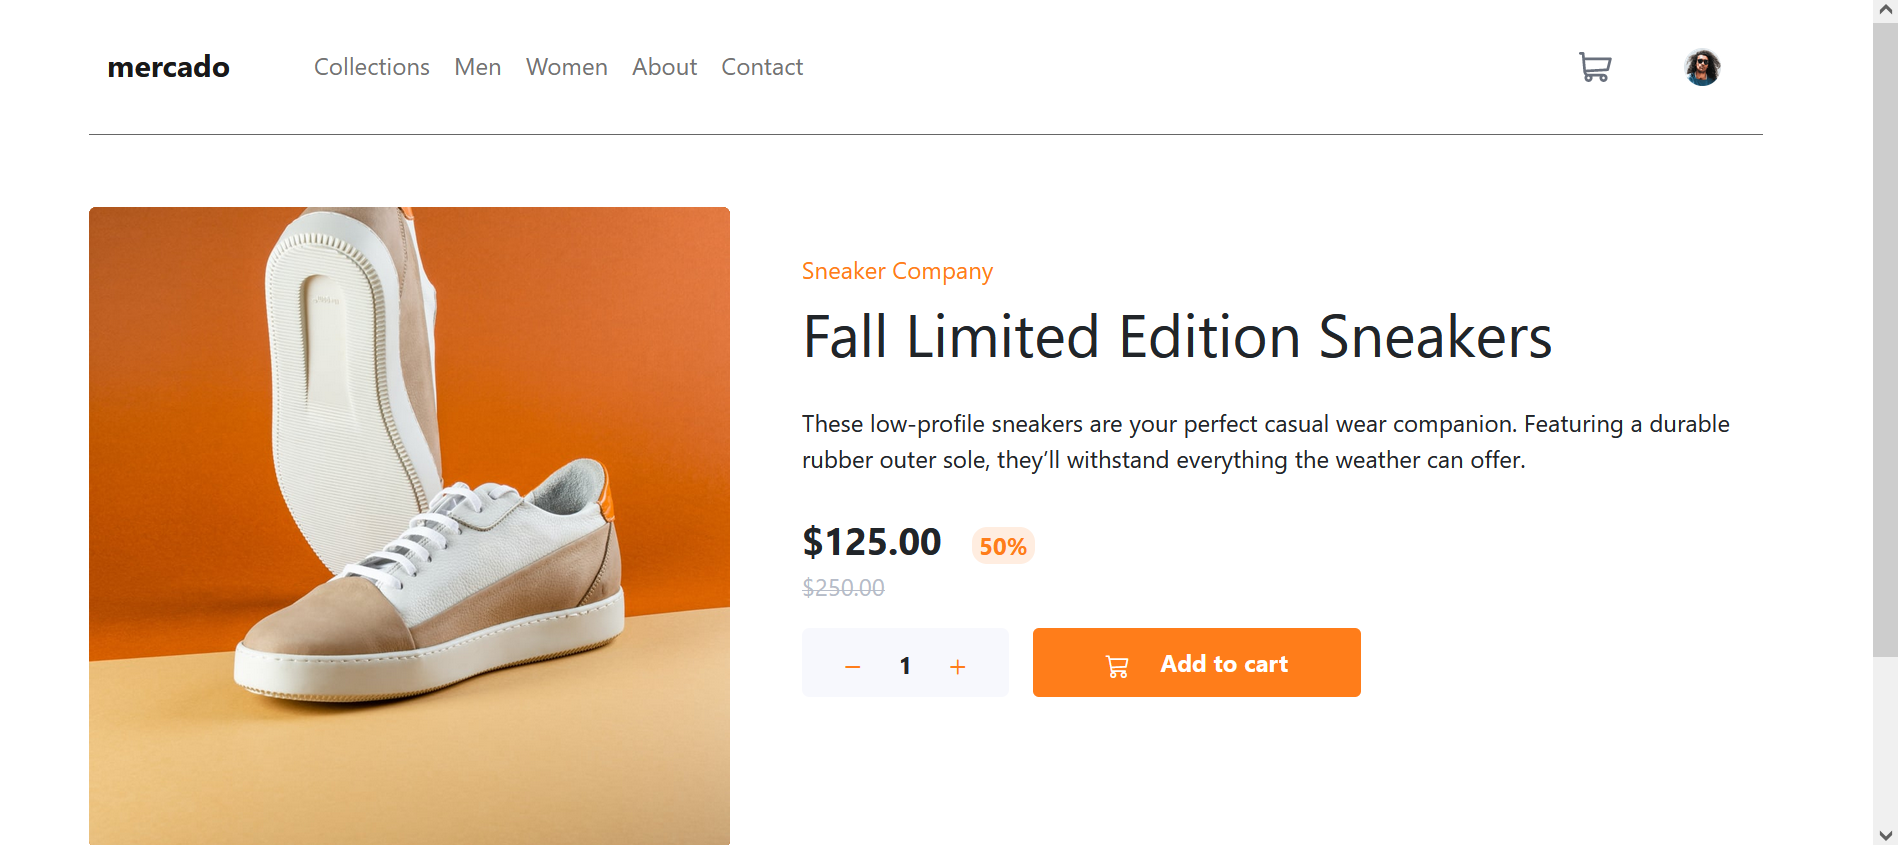 mercado
Collections Men Women About Contact
Sneaker Company
Fall Limited Edition Sneakers
These low-profile sneakers are your perfect casual wear companion. Featuring a durable
rubber outer sole, they’ll withstand everything the weather can offer.
$125.00 50%
$250.00
− 1 +
Add to cart